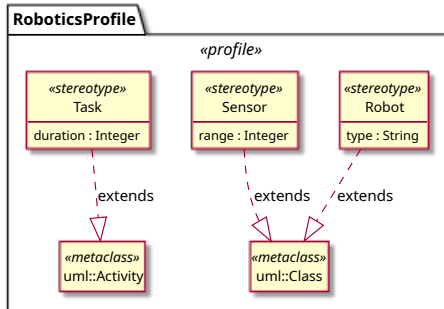 RoboticsProfile
«profile»
«stereotype»
Task
duration : Integer
«stereotype»
Sensor
range : Integer
«stereotype»
Robot
type : String
extends
extends
extends
«metaclass»
uml::Activity
«metaclass»
uml::Class